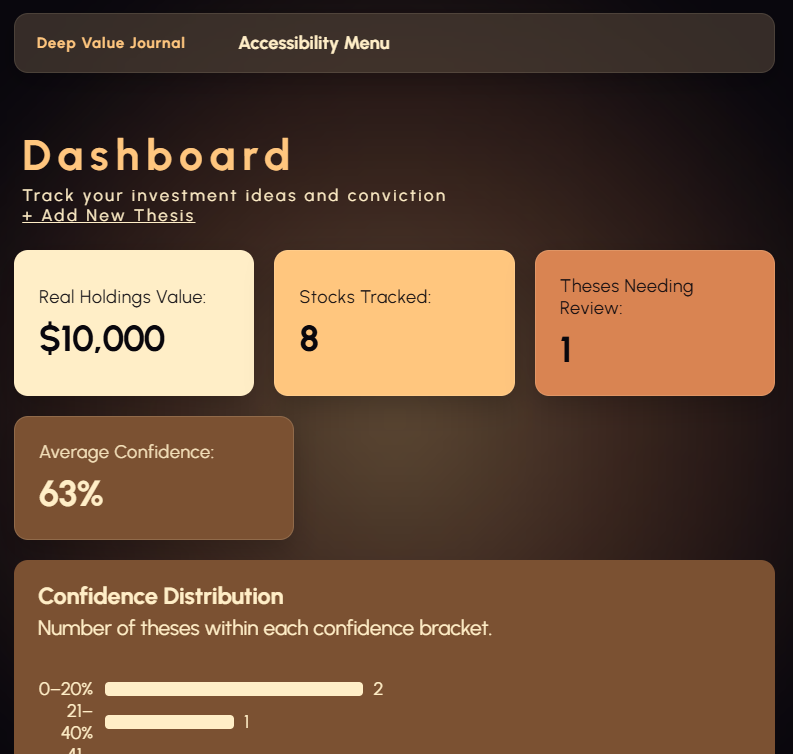 Deep Value Journal
Accessibility Menu
Dashboard
Track your investment ideas and conviction
+ Add New Thesis
Real Holdings Value:
$10,000
Stocks Tracked:
8
Theses Needing
Review:
1
Average Confidence:
63%
Confidence Distribution
Number of theses within each confidence bracket.
0–20% 2
21–
40% 1